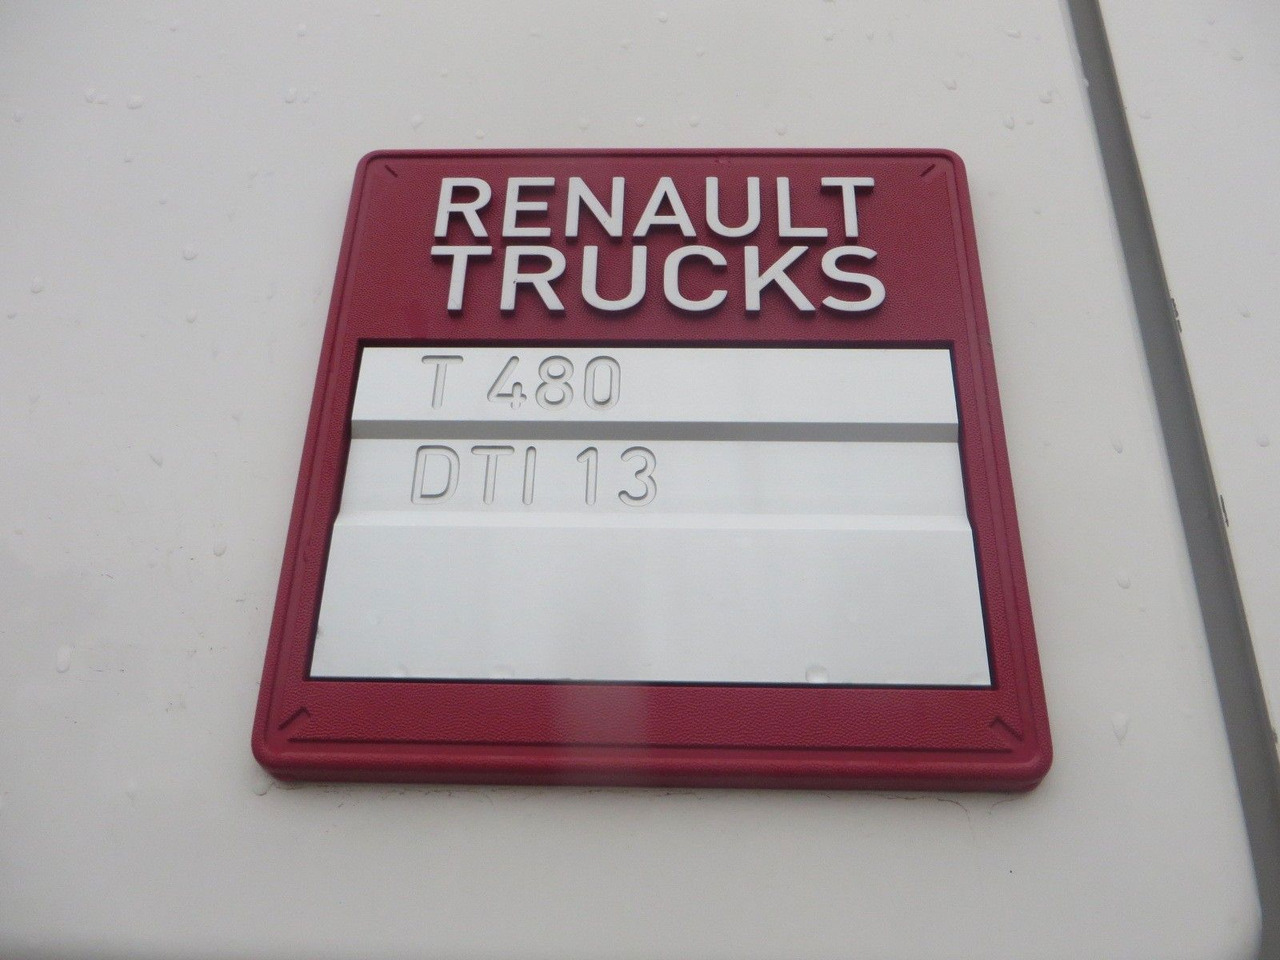 RENAULT
TRUCKS
T 480
DTI 13